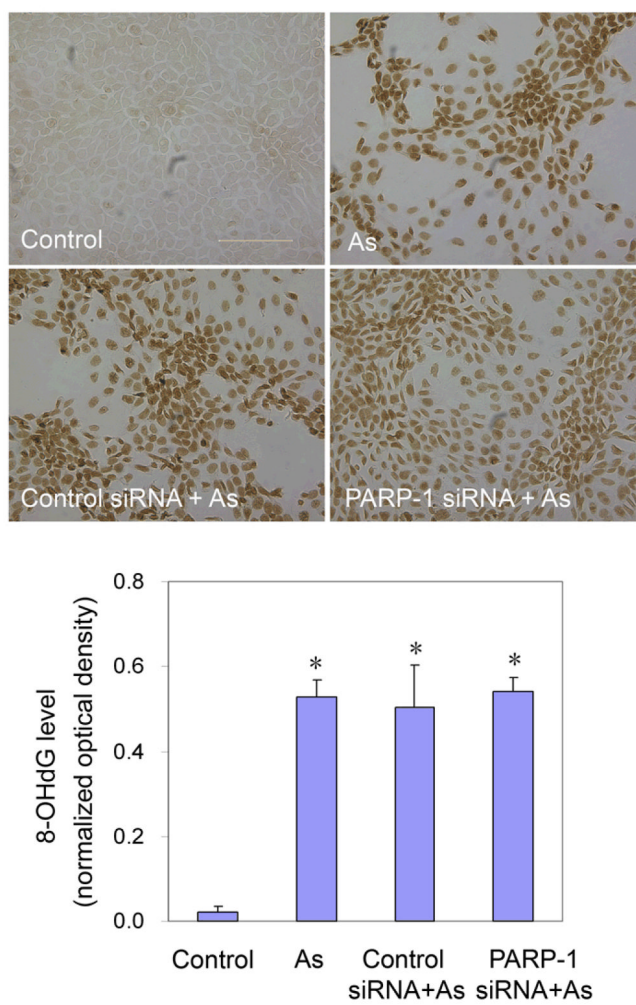 Control
As
Control siRNA + As
PARP-1 siRNA + As
8-OHdG level
(normalized optical density)
0.8
0.6
0.4
0.2
0.0
*
*
*
Control
As
Control
siRNA+As
PARP-1
siRNA+As